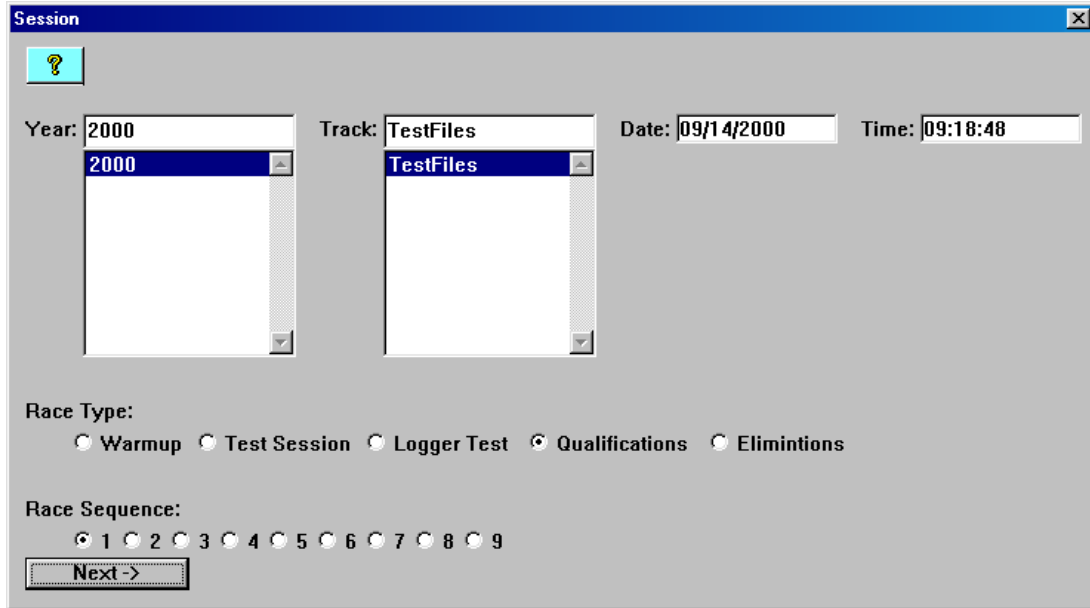 Session
?
Year: 2000 Track: TestFiles Date: 09/14/2000 Time: 09:18:48
2000 TestFiles
Race Type:
Warmup Test Session Logger Test Qualifications Elimintions
Race Sequence:
1 2 3 4 5 6 7 8 9
Next ->